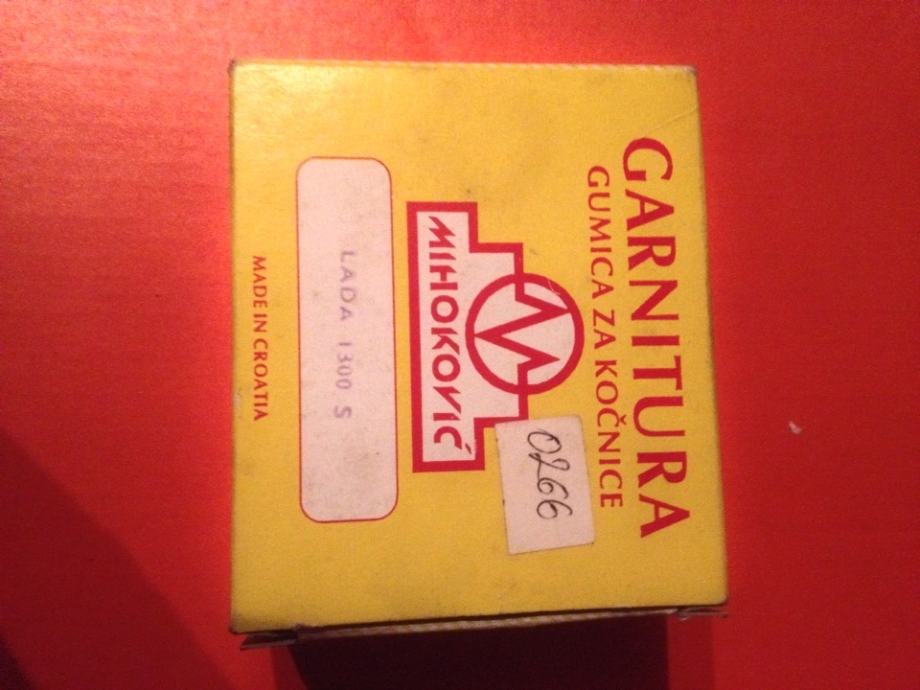 GARNITURA
GUMICA ZA KOČNICE
0266
MIHOKOVIĆ
LADA 1300 S
MADE IN CROATIA